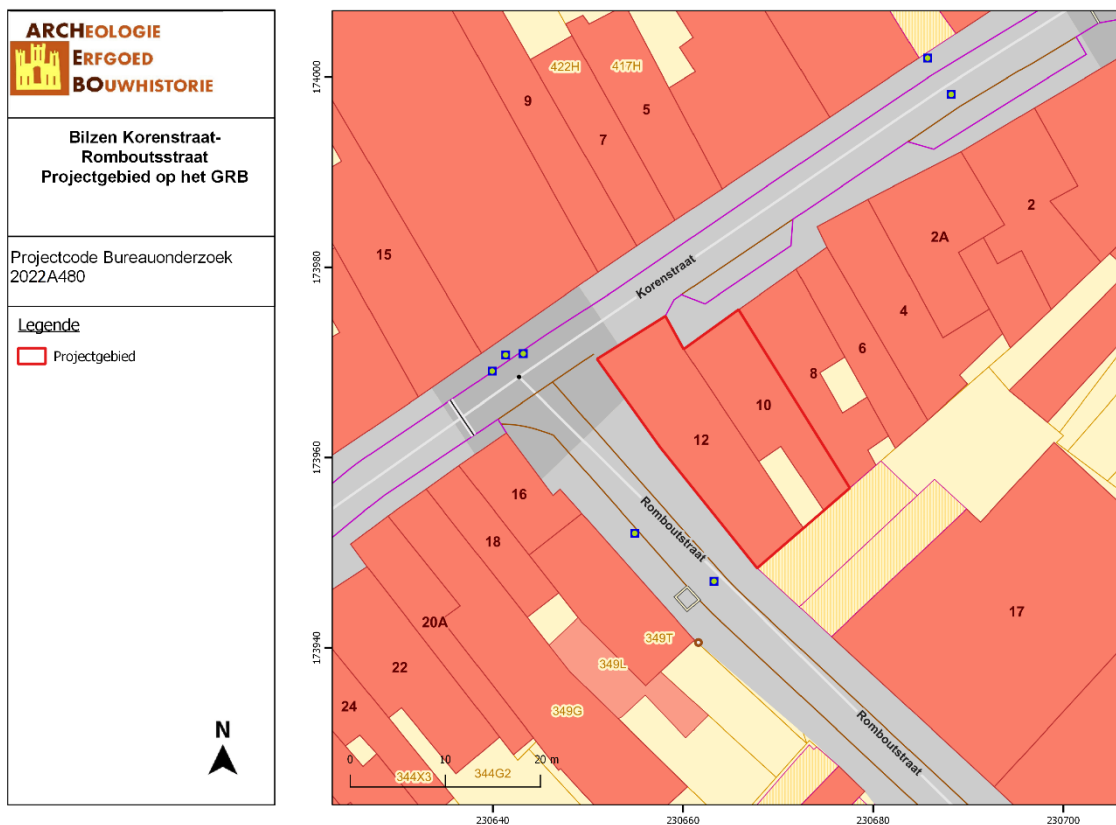 ARCHEOLOGIE
ERFGOED
BOUWHISTORIE
Bilzen Korenstraat-
Romboutsstraat
Projectgebied op het GRB
Projectcode Bureauonderzoek
2022A480
Legende
Projectgebied
N
174000
173980
173960
173940
230640
230660
230680
230700
422H
417H
9
7
5
15
2
2A
4
6
8
10
12
Korenstraat
Romboutstraat
Romboutstraat
16
18
20A
22
24
349T
349L
349G
344X3
344G2
17
0
10
20 m